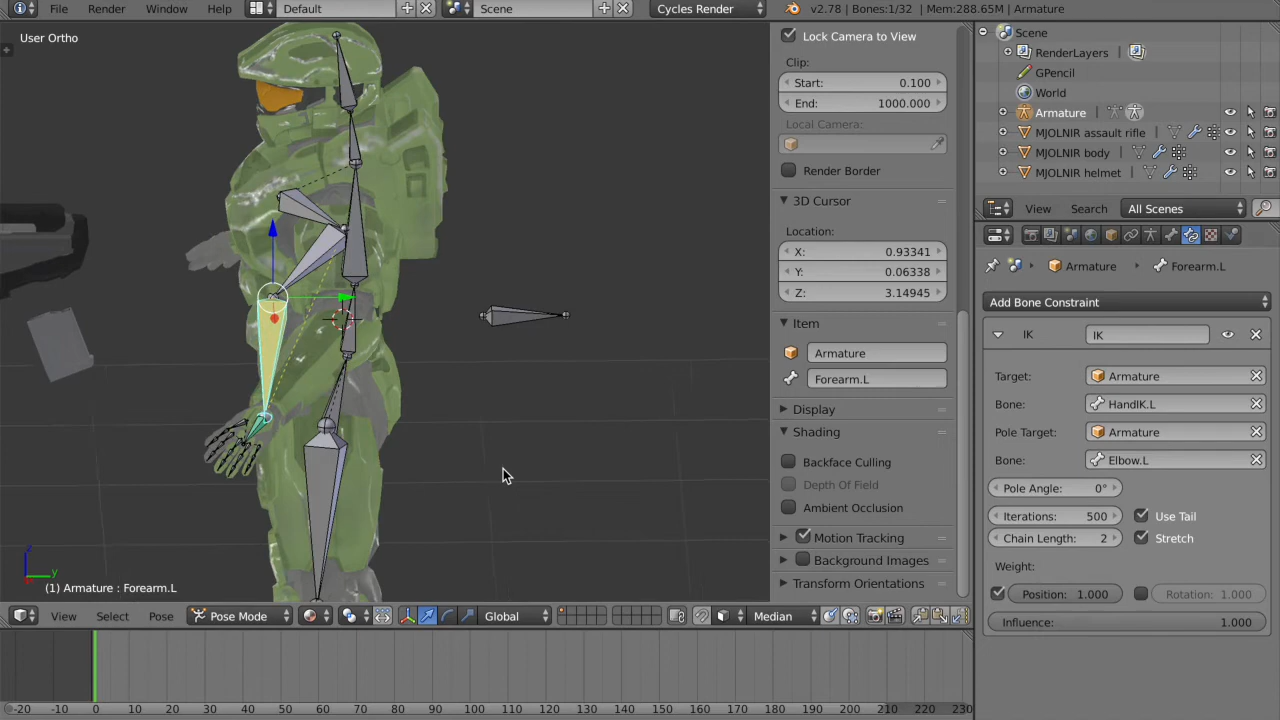 File Render Window Help Default Scene Cycles Render v2.78 | Bones:1/32 | Mem:288.65M | Armature
User Ortho
(1) Armature : Forearm.L
z
y
Lock Camera to View
Clip:
Start: 0.100
End: 1000.000
Local Camera:
Render Border
3D Cursor
Location:
X: 0.93341
Y: 0.06338
Z: 3.14945
Item
Armature
Forearm.L
Display
Shading
Backface Culling
Depth Of Field
Ambient Occlusion
Motion Tracking
Background Images
Transform Orientations
Scene
RenderLayers
GPencil
World
Armature
MJOLNIR assault rifle
MJOLNIR body
MJOLNIR helmet
View Search All Scenes
Armature Forearm.L
Add Bone Constraint
IK IK
Target: Armature
Bone: HandIK.L
Pole Target: Armature
Bone: Elbow.L
Pole Angle: 0°
Iterations: 500 Use Tail
Chain Length: 2 Stretch
Weight:
Position: 1.000 Rotation: 1.000
Influence: 1.000
View Select Pose Pose Mode Global Median
-20 -10 0 10 20 30 40 50 60 70 80 90 100 110 120 130 140 150 160 170 180 190 200 210 220 230